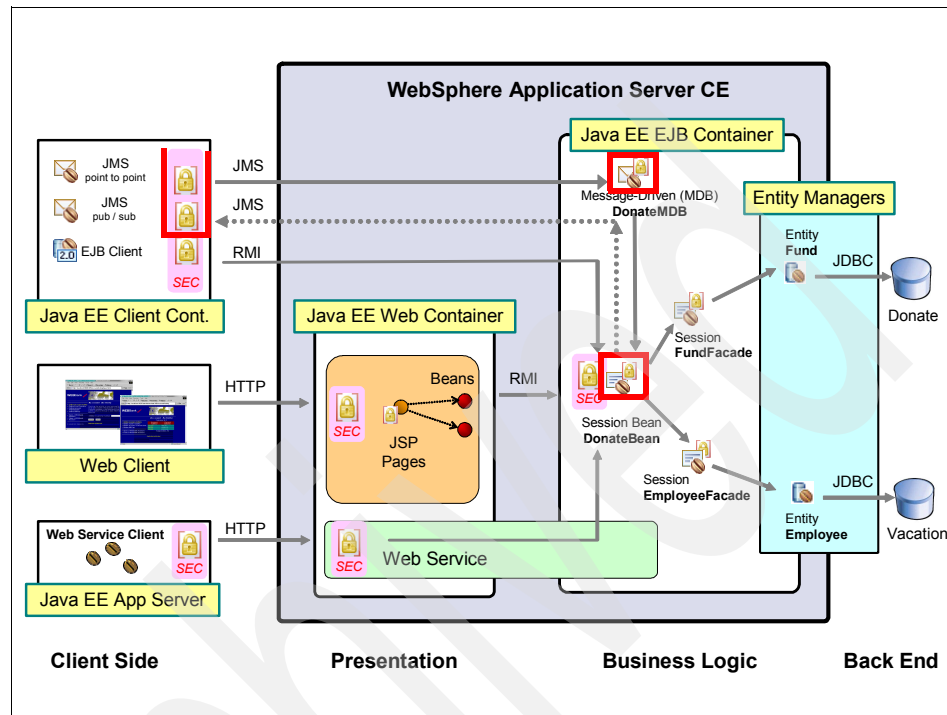 WebSphere Application Server CE
Java EE EJB Container
JMS
point to point
JMS
pub / sub
2.0
EJB Client
SEC
Java EE Client Cont.
JMS
JMS
RMI
Message-Driven (MDB)
DonateMDB
Entity Managers
Entity
Fund
JDBC
Donate
Session
FundFacade
Java EE Web Container
HTTP
SEC
Beans
JSP
Pages
RMI
SEC
Session Bean
DonateBean
Session
EmployeeFacade
Entity
Employee
JDBC
Vacation
Web Client
Web Service Client
SEC
Java EE App Server
HTTP
SEC
Web Service
Client Side
Presentation
Business Logic
Back End